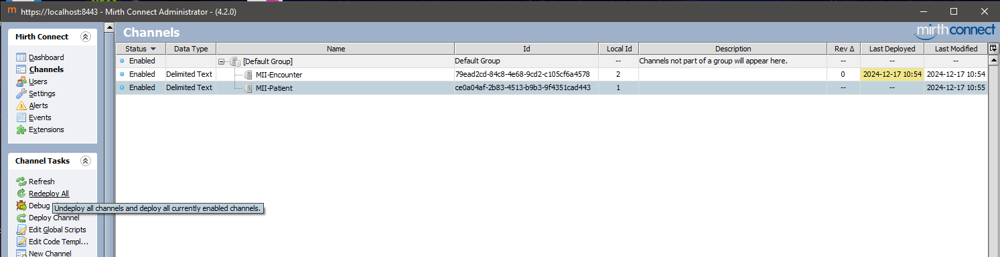 https://localhost:8443 - Mirth Connect Administrator - (4.2.0)
Mirth Connect
Dashboard
Channels
Users
Settings
Alerts
Events
Extensions
Channel Tasks
Refresh
Redeploy All
Debug
Undeploy all channels and deploy all currently enabled channels.
Deploy Channel
Edit Global Scripts
Edit Code Templ...
New Channel
Channels
mirthconnect
Status Data Type Name Id Local Id Description Rev Δ Last Deployed Last Modified
Enabled [Default Group] Default Group -- Channels not part of a group will appear here. -- -- --
Enabled Delimited Text MII-Encounter 79ead2cd-84c8-4e68-9cd2-c105cf6a4578 2 0 2024-12-17 10:54 2024-12-17 10:54
Enabled Delimited Text MII-Patient ce0a04af-2b83-4513-b9b3-9f4351cad443 1 -- -- 2024-12-17 10:55